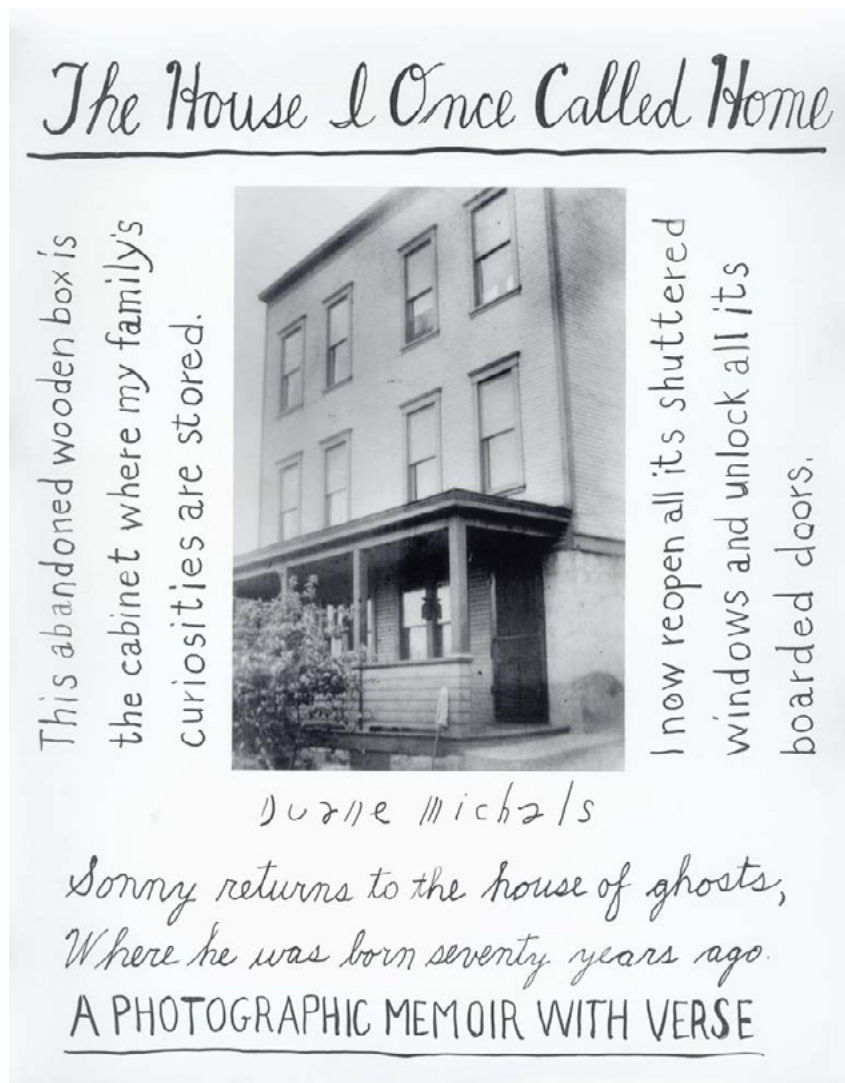 The House I Once Called Home
This abandoned wooden box is
the cabinet where my family's
curiosities are stored.
I now reopen all its shuttered
windows and unlock all its
boarded doors.
Duane Michals
Sonny returns to the house of ghosts,
Where he was born seventy years ago.
A PHOTOGRAPHIC MEMOIR WITH VERSE